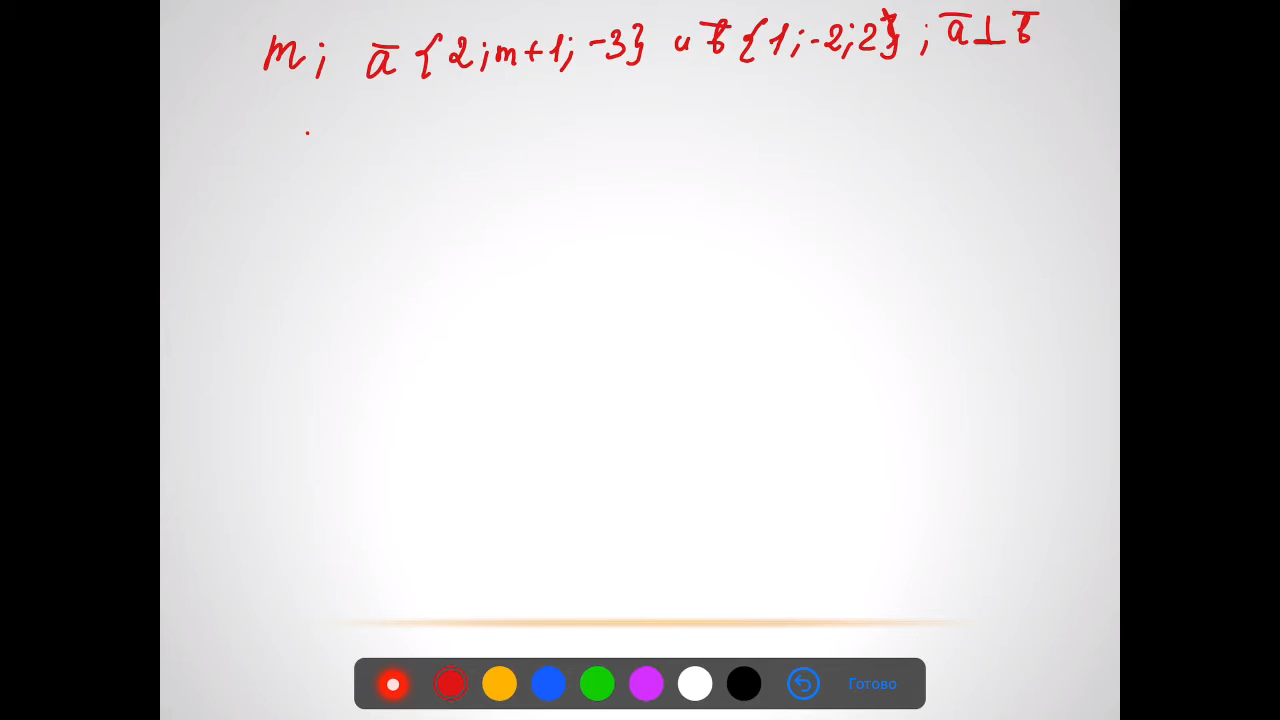 m; a̅ {2; m+1; -3} и в̅ {1; -2; 2}; a̅ ⊥ в̅
Готово